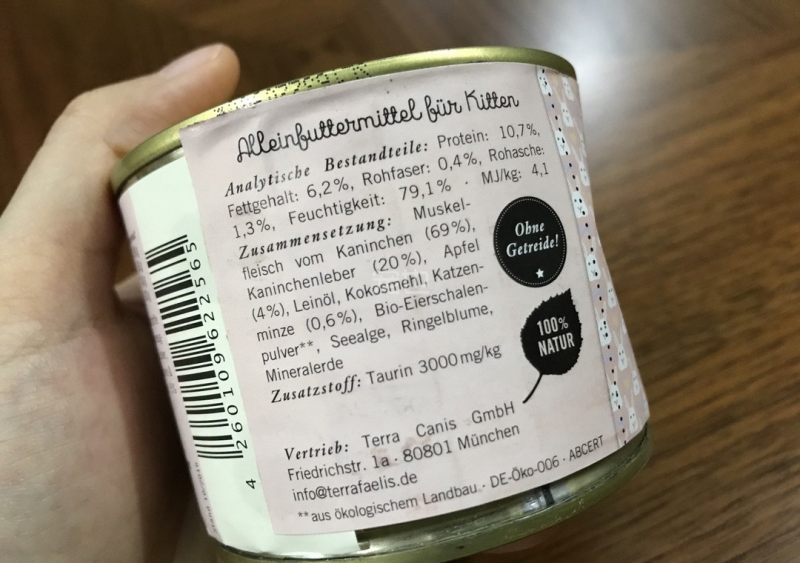 Alleinfuttermittel für Kitten
Analytische Bestandteile: Protein: 10,7%,
Fettgehalt: 6,2%, Rohfaser: 0,4%, Rohasche:
1,3%, Feuchtigkeit: 79,1% · MJ/kg: 4,1
Zusammensetzung: Muskel-
fleisch vom Kaninchen (69%),
Kaninchenleber (20%), Apfel
(4%), Leinöl, Kokosmehl, Katzen-
minze (0,6%), Bio-Eierschalen-
pulver**, Seealge, Ringelblume,
Mineralerde
Zusatzstoff: Taurin 3000mg/kg
Ohne
Getreide!
100%
NATUR
Vertrieb: Terra Canis GmbH
Friedrichstr. 1a · 80801 München
info@terrafaelis.de
**aus ökologischem Landbau · DE-Öko-006 · ABCERT
4 260109 622565